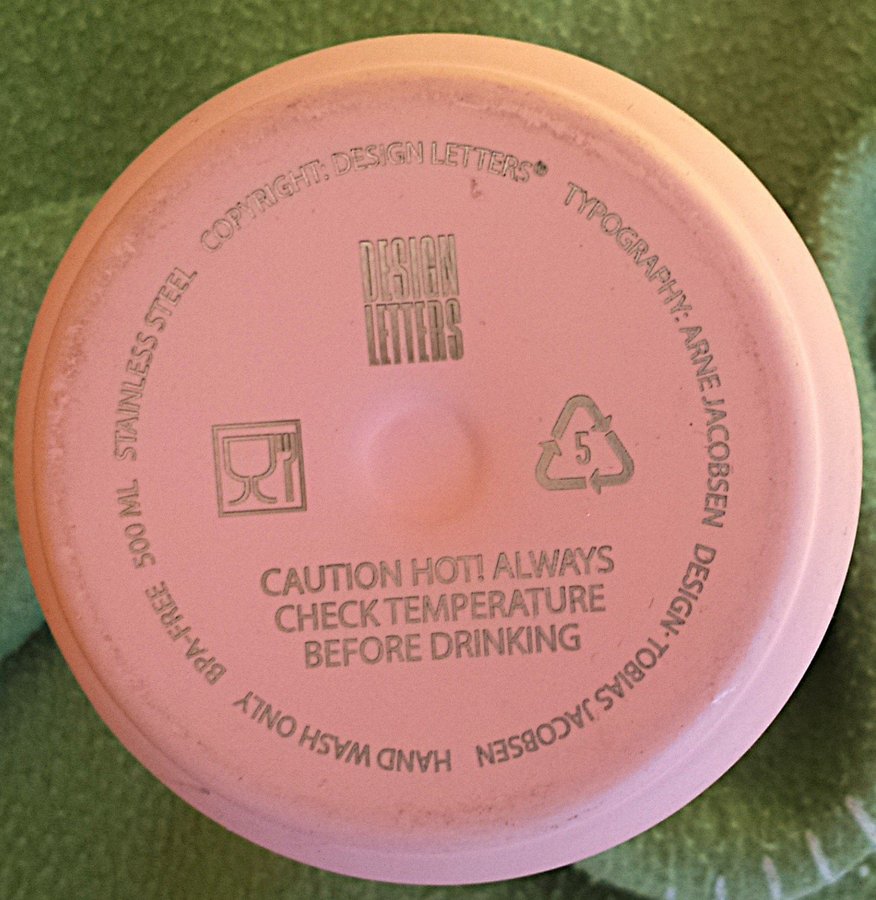 COPYRIGHT: DESIGN LETTERS®
TYPOGRAPHY: ARNE JACOBSEN
DESIGN: TOBIAS JACOBSEN
HAND WASH ONLY
BPA-FREE
500 ML
STAINLESS STEEL
DESIGN
LETTERS
5
CAUTION HOT! ALWAYS
CHECK TEMPERATURE
BEFORE DRINKING